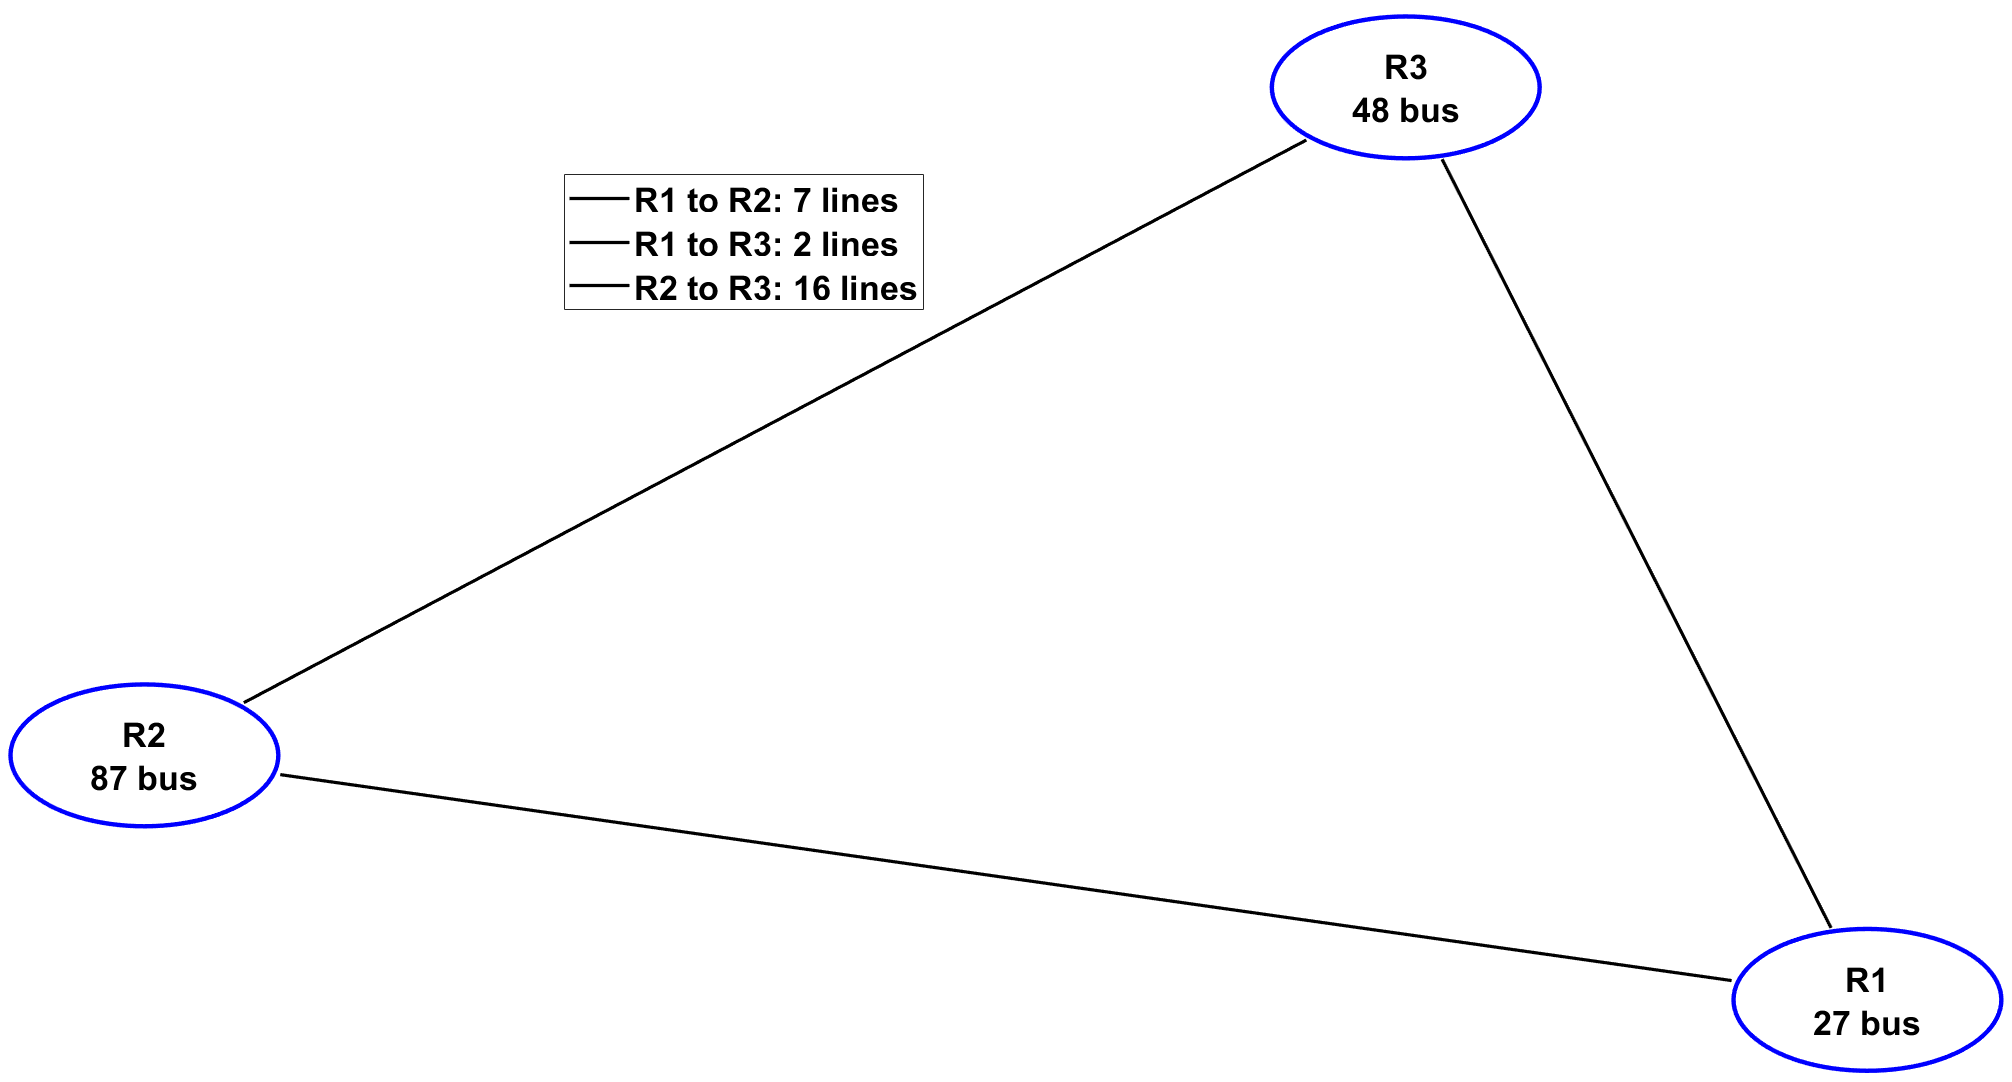 R3
48 bus
R1 to R2: 7 lines
R1 to R3: 2 lines
R2 to R3: 16 lines
R2
87 bus
R1
27 bus